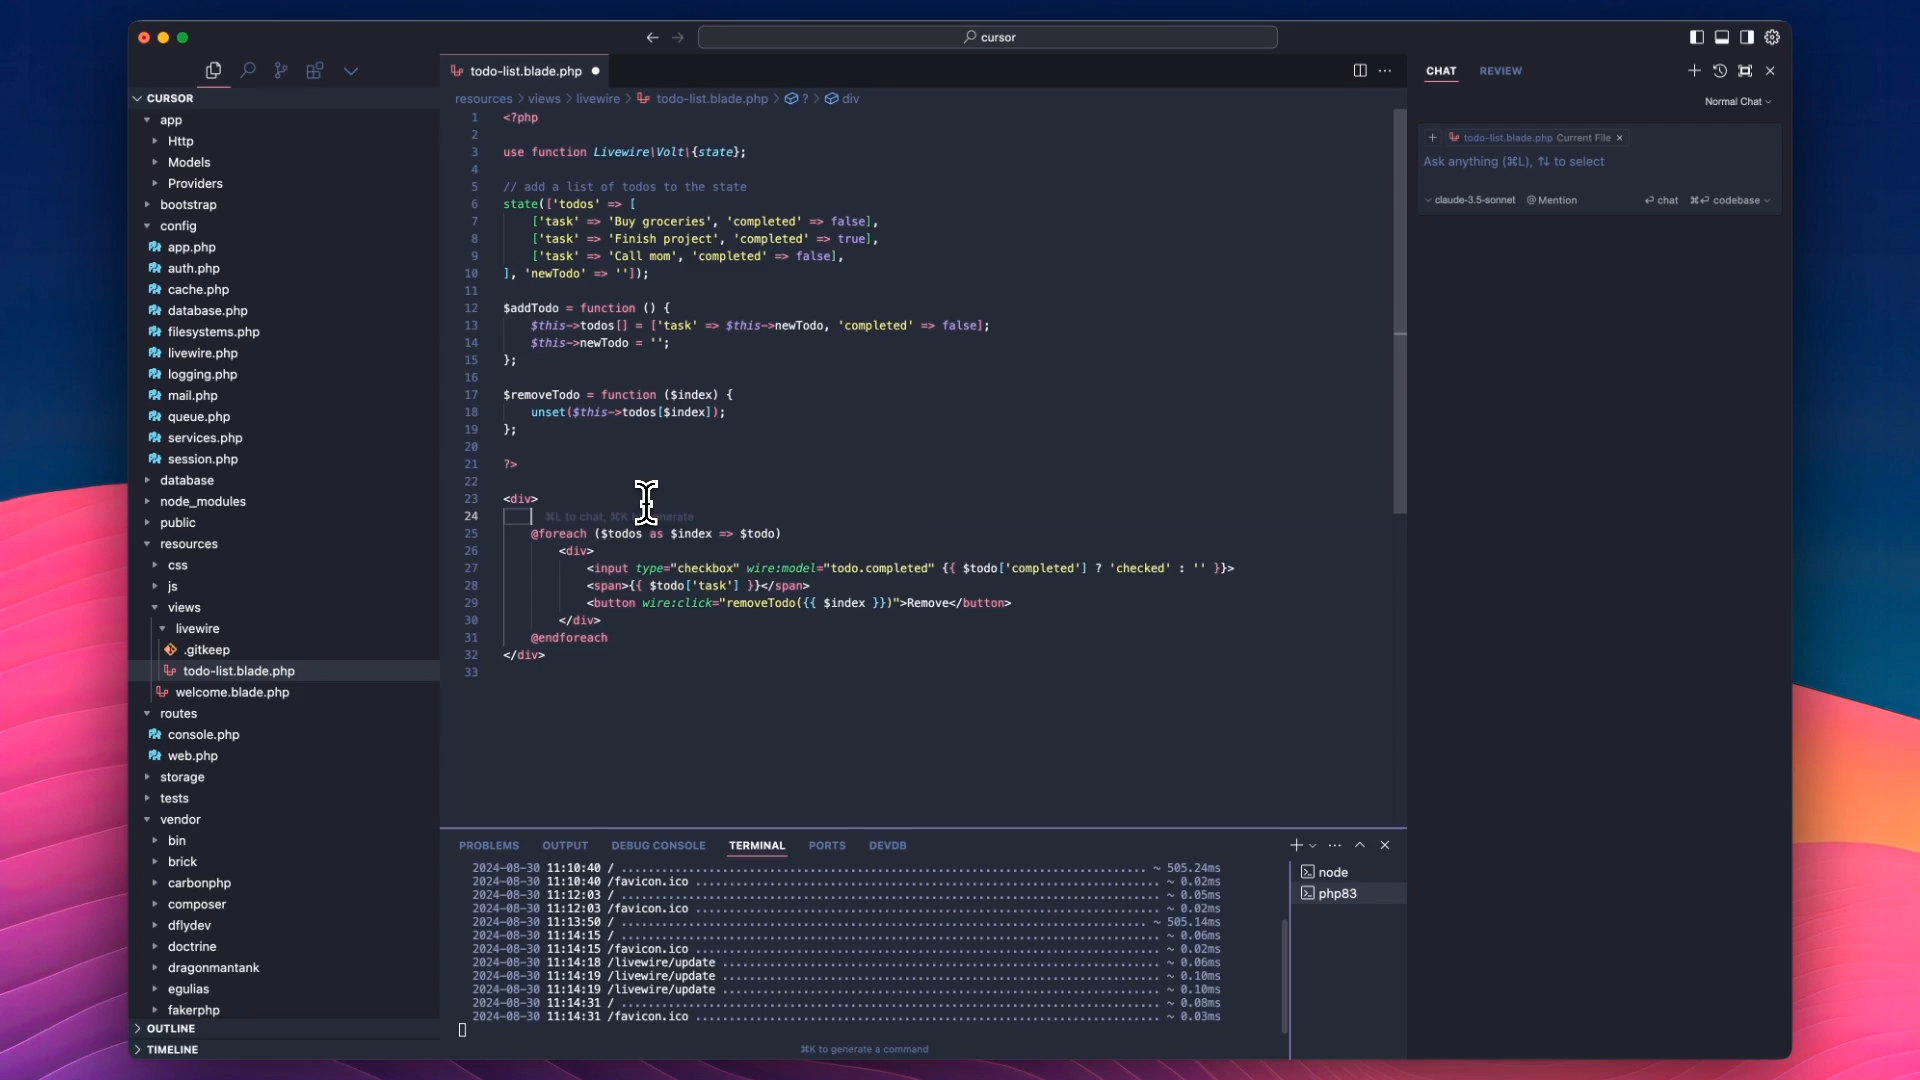 cursor
CURSOR
app
Http
Models
Providers
bootstrap
config
app.php
auth.php
cache.php
database.php
filesystems.php
livewire.php
logging.php
mail.php
queue.php
services.php
session.php
database
node_modules
public
resources
css
js
views
livewire
.gitkeep
todo-list.blade.php
welcome.blade.php
routes
console.php
web.php
storage
tests
vendor
bin
brick
carbonphp
composer
dflydev
doctrine
dragonmantank
egulias
fakerphp
OUTLINE
TIMELINE
todo-list.blade.php
resources > views > livewire > todo-list.blade.php > ? > div
1 <?php
2
3 use function Livewire\Volt\{state};
4
5 // add a list of todos to the state
6 state(['todos' => [
7 ['task' => 'Buy groceries', 'completed' => false],
8 ['task' => 'Finish project', 'completed' => true],
9 ['task' => 'Call mom', 'completed' => false],
10 ], 'newTodo' => '']);
11
12 $addTodo = function () {
13 $this->todos[] = ['task' => $this->newTodo, 'completed' => false];
14 $this->newTodo = '';
15 };
16
17 $removeTodo = function ($index) {
18 unset($this->todos[$index]);
19 };
20
21 ?>
22
23 <div>
24 ⌘L to chat, ⌘K
25 @foreach ($todos as $index => $todo)
26 <div>
27 <input type="checkbox" wire:model="todo.completed" {{ $todo['completed'] ? 'checked' : '' }}>
28 <span>{{ $todo['task'] }}</span>
29 <button wire:click="removeTodo({{ $index }})">Remove</button>
30 </div>
31 @endforeach
32 </div>
33
PROBLEMS OUTPUT DEBUG CONSOLE TERMINAL PORTS DEVDB
2024-08-30 11:10:40 / ~ 505.24ms
2024-08-30 11:10:40 /favicon.ico ~ 0.02ms
2024-08-30 11:12:03 / ~ 0.05ms
2024-08-30 11:12:03 /favicon.ico ~ 0.02ms
2024-08-30 11:13:50 / ~ 505.14ms
2024-08-30 11:14:15 / ~ 0.06ms
2024-08-30 11:14:15 /favicon.ico ~ 0.02ms
2024-08-30 11:14:18 /livewire/update ~ 0.06ms
2024-08-30 11:14:19 /livewire/update ~ 0.10ms
2024-08-30 11:14:19 /livewire/update ~ 0.10ms
2024-08-30 11:14:31 / ~ 0.08ms
2024-08-30 11:14:31 /favicon.ico ~ 0.03ms
⌘K to generate a command
node
php83
CHAT REVIEW
Normal Chat
todo-list.blade.php Current File
Ask anything (⌘L), ⇅ to select
claude-3.5-sonnet @ Mention ⏎ chat ⌘⏎ codebase